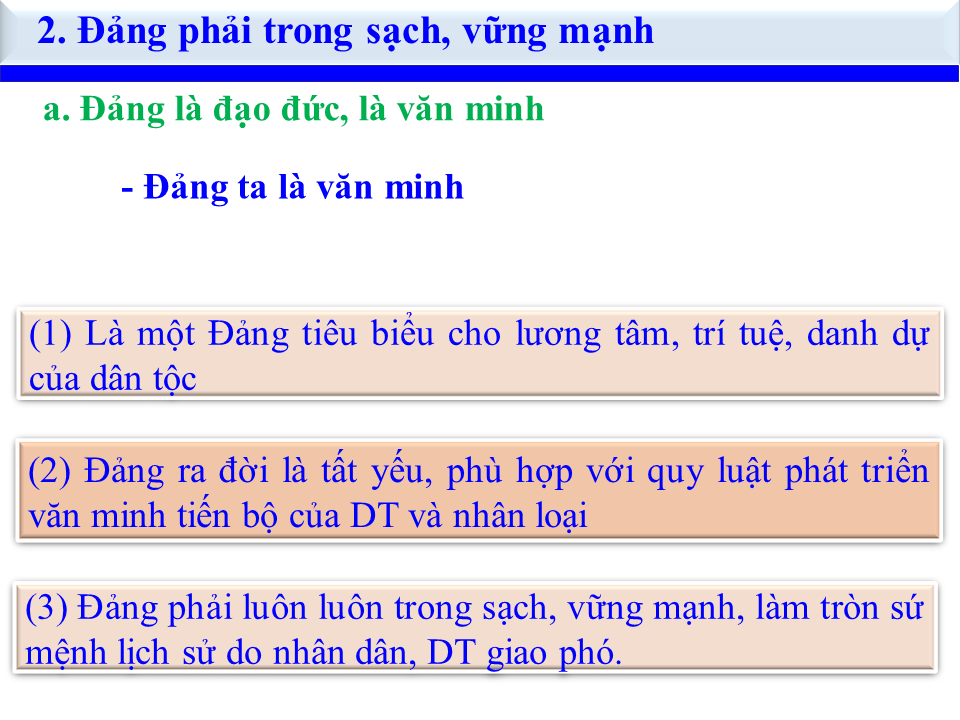 2. Đảng phải trong sạch, vững mạnh
a. Đảng là đạo đức, là văn minh
- Đảng ta là văn minh
(1) Là một Đảng tiêu biểu cho lương tâm, trí tuệ, danh dự
của dân tộc
(2) Đảng ra đời là tất yếu, phù hợp với quy luật phát triển
văn minh tiến bộ của DT và nhân loại
(3) Đảng phải luôn luôn trong sạch, vững mạnh, làm tròn sứ
mệnh lịch sử do nhân dân, DT giao phó.